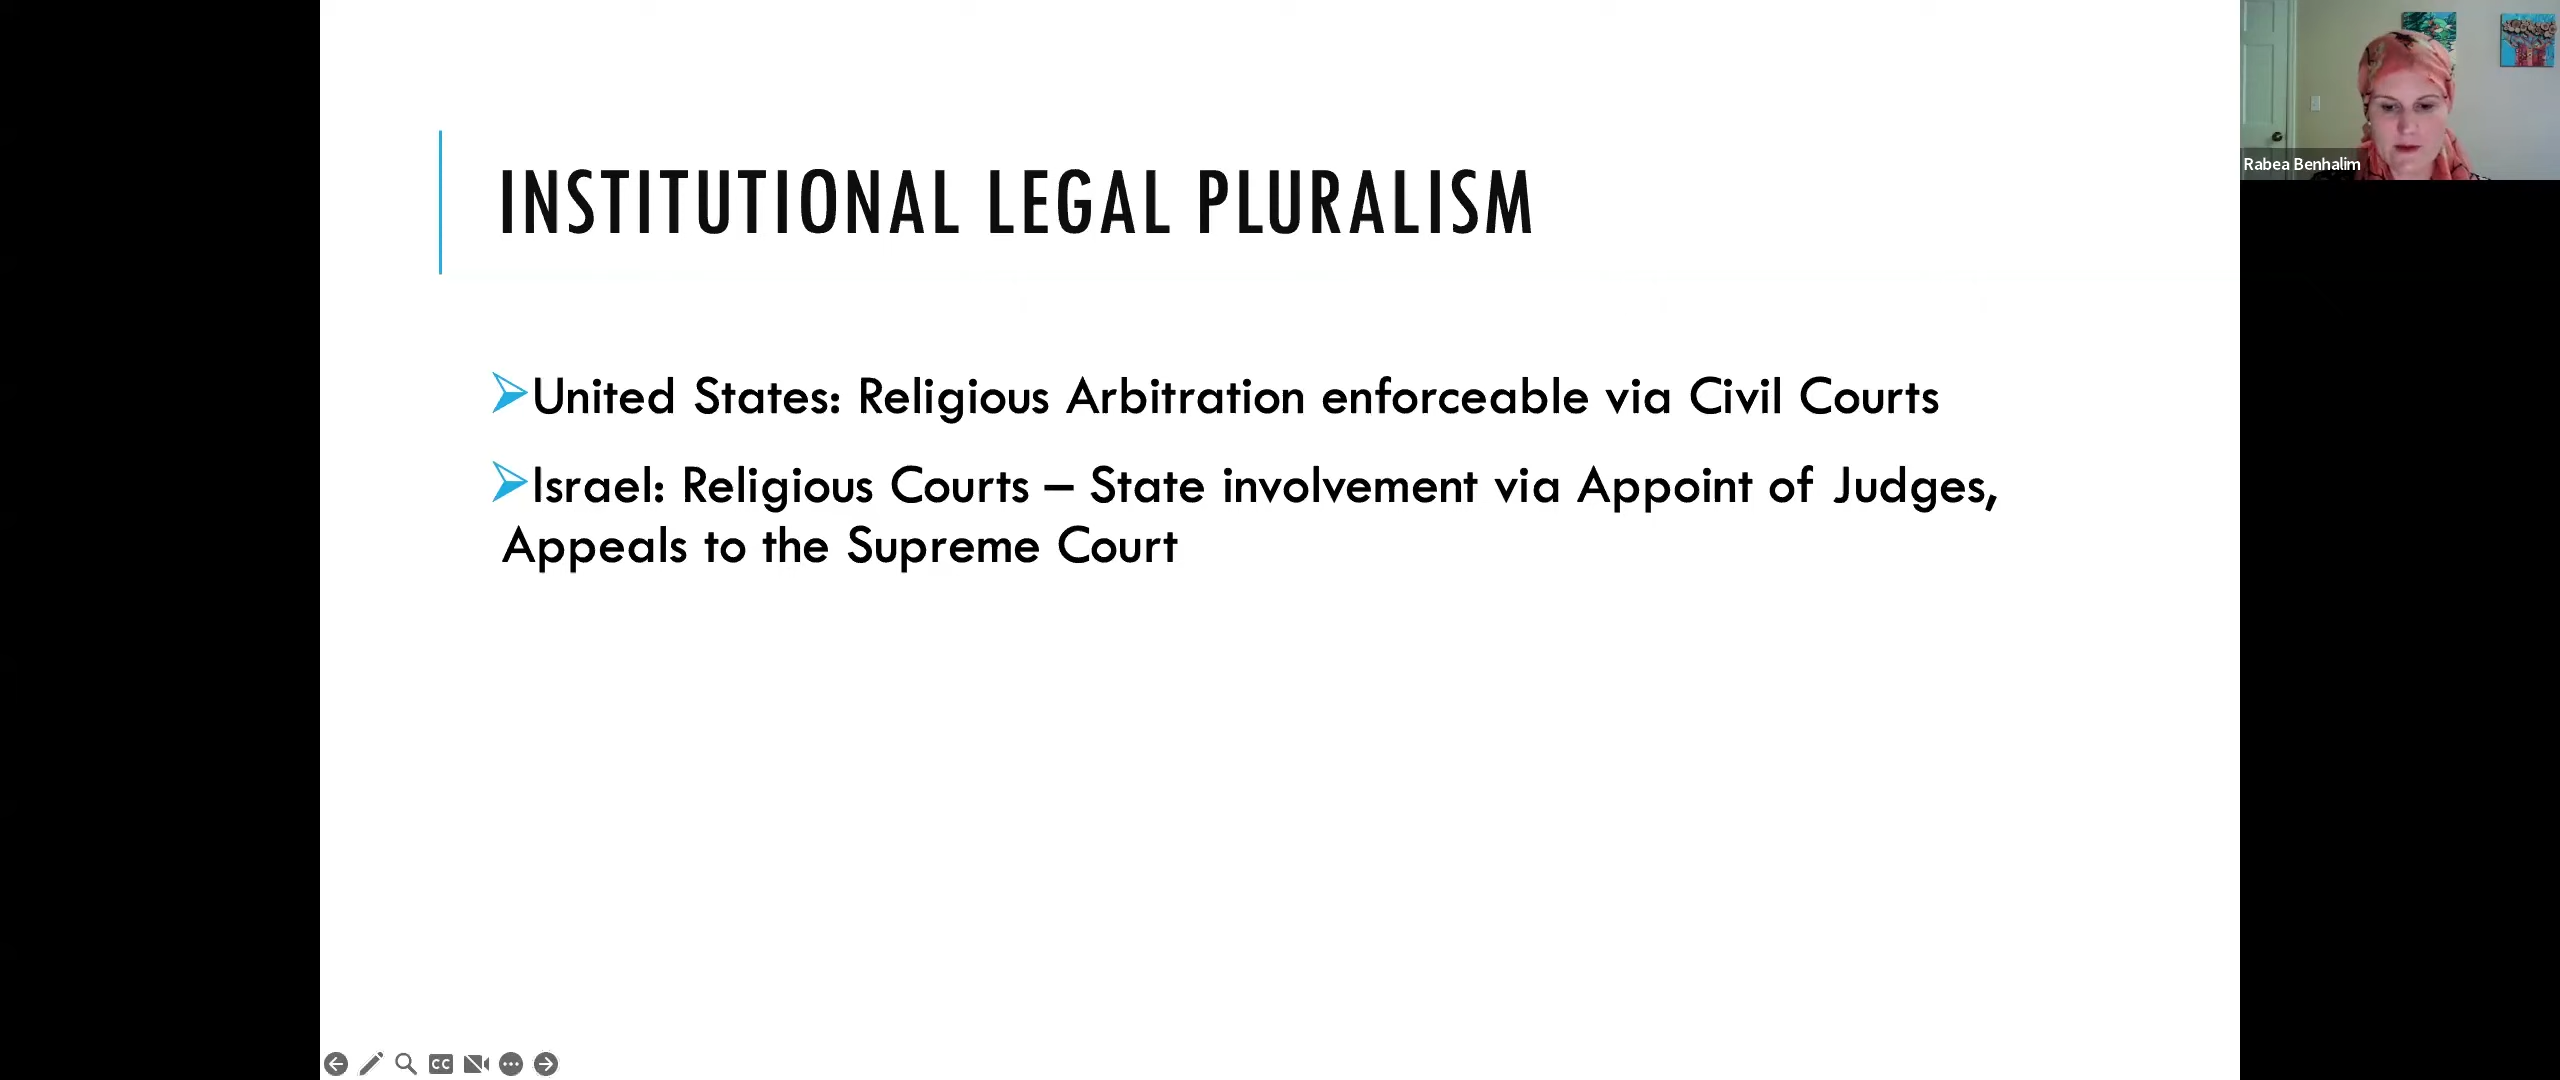 INSTITUTIONAL LEGAL PLURALISM
United States: Religious Arbitration enforceable via Civil Courts
Israel: Religious Courts – State involvement via Appoint of Judges,
Appeals to the Supreme Court
Rabea Benhalim
CC